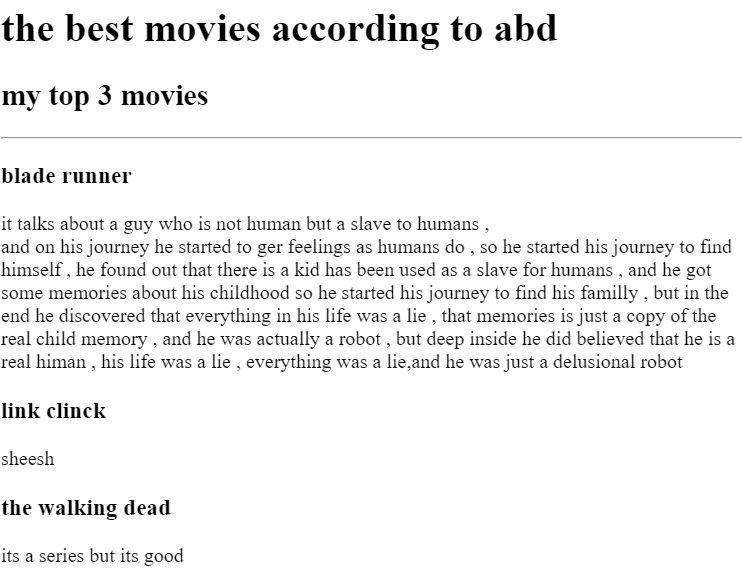 the best movies according to abd
my top 3 movies
blade runner
it talks about a guy who is not human but a slave to humans ,
and on his journey he started to ger feelings as humans do , so he started his journey to find
himself , he found out that there is a kid has been used as a slave for humans , and he got
some memories about his childhood so he started his journey to find his familly , but in the
end he discovered that everything in his life was a lie , that memories is just a copy of the
real child memory , and he was actually a robot , but deep inside he did believed that he is a
real himan , his life was a lie , everything was a lie,and he was just a delusional robot
link clinck
sheesh
the walking dead
its a series but its good